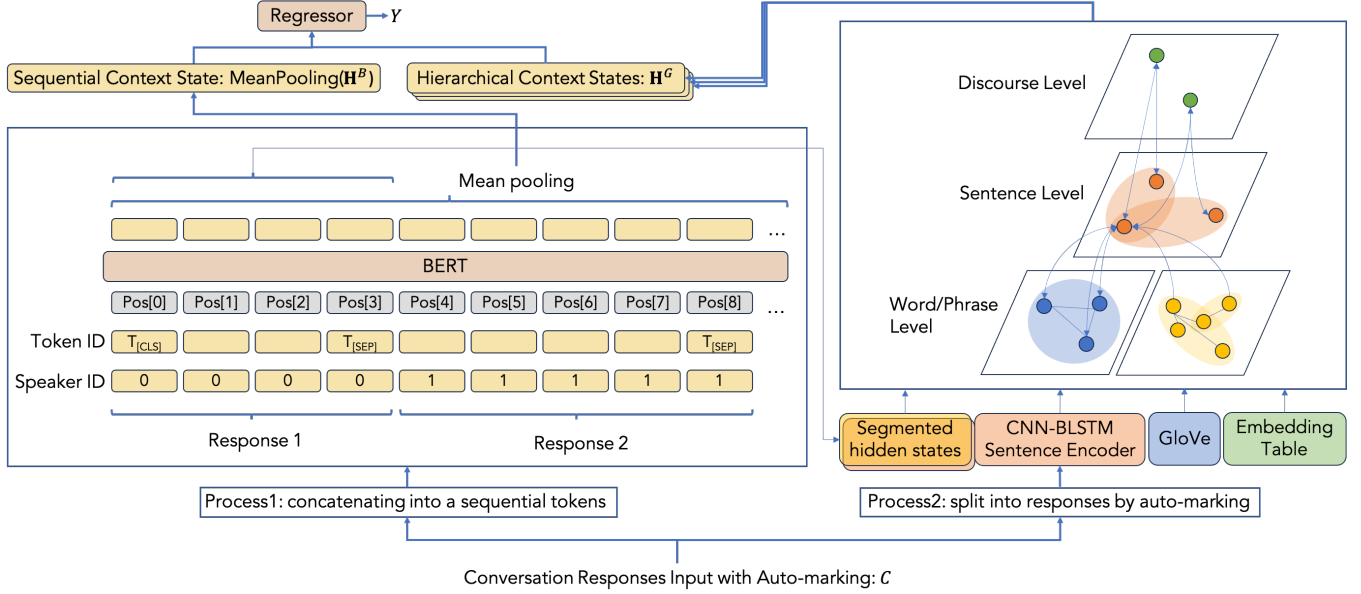 Regressor
Y
Sequential Context State: MeanPooling(H^B)
Hierarchical Context States: H^G
Mean pooling
...
BERT
Pos[0] Pos[1] Pos[2] Pos[3] Pos[4] Pos[5] Pos[6] Pos[7] Pos[8] ...
Token ID T[CLS] T[SEP] T[SEP]
Speaker ID 0 0 0 0 1 1 1 1 1
Response 1 Response 2
Process1: concatenating into a sequential tokens
Discourse Level
Sentence Level
Word/Phrase
Level
Segmented
hidden states
CNN-BLSTM
Sentence Encoder
GloVe
Embedding
Table
Process2: split into responses by auto-marking
Conversation Responses Input with Auto-marking: C